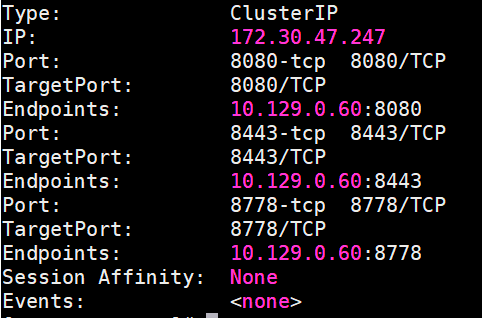 Type: ClusterIP
IP: 172.30.47.247
Port: 8080-tcp 8080/TCP
TargetPort: 8080/TCP
Endpoints: 10.129.0.60:8080
Port: 8443-tcp 8443/TCP
TargetPort: 8443/TCP
Endpoints: 10.129.0.60:8443
Port: 8778-tcp 8778/TCP
TargetPort: 8778/TCP
Endpoints: 10.129.0.60:8778
Session Affinity: None
Events: <none>